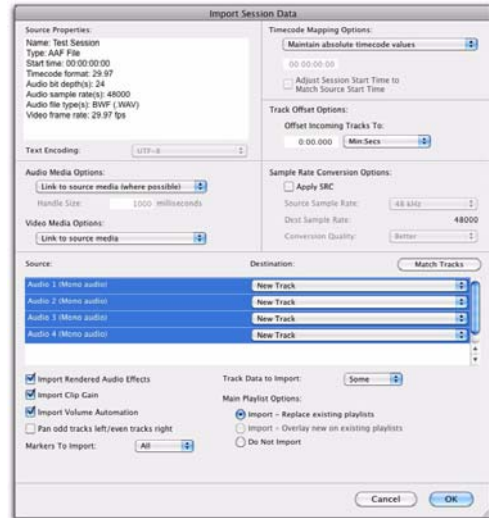 Import Session Data
Source Properties:
Name: Test Session
Type: AAF File
Start time: 00:00:00:00
Timecode format: 29.97
Audio bit depth(s): 24
Audio sample rate(s): 48000
Audio file type(s): BWF (.WAV)
Video frame rate: 29.97 fps
Text Encoding: UTF-8
Timecode Mapping Options:
Maintain absolute timecode values
00:00:00:00
Adjust Session Start Time to
Match Source Start Time
Track Offset Options:
Offset Incoming Tracks To:
0:00.000 Min:Secs
Audio Media Options:
Link to source media (where possible)
Handle Size: 1000 milliseconds
Video Media Options:
Link to source media
Sample Rate Conversion Options:
Apply SRC
Source Sample Rate: 48 kHz
Dest Sample Rate: 48000
Conversion Quality: Better
Source: Destination: Match Tracks
Audio 1 (Mono audio) New Track
Audio 2 (Mono audio) New Track
Audio 3 (Mono audio) New Track
Audio 4 (Mono audio) New Track
Import Rendered Audio Effects
Import Clip Gain
Import Volume Automation
Pan odd tracks left/even tracks right
Markers To Import: All
Track Data to Import: Some
Main Playlist Options:
Import - Replace existing playlists
Import - Overlay new on existing playlists
Do Not Import
Cancel OK